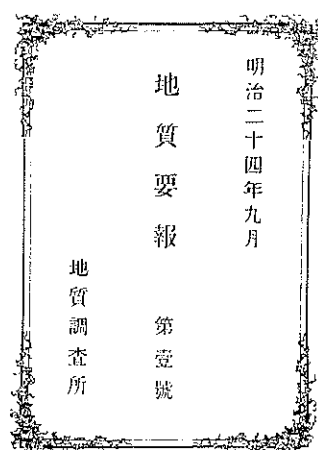 明治二十四年九月
地質要報 第壹號
地質調査所